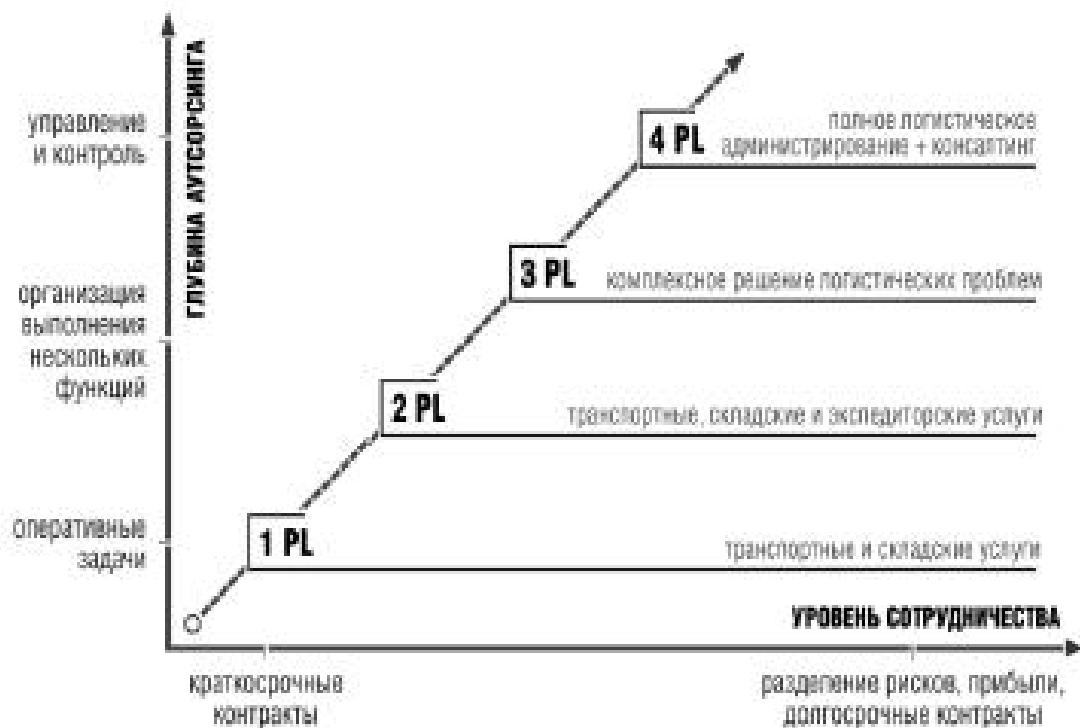 ГЛУБИНА АУТСОРСИНГА
управление
и контроль
организация
выполнения
нескольких
функций
оперативные
задачи
4 PL
полное логистическое
администрирование + консалтинг
3 PL
комплексное решение логистических проблем
2 PL
транспортные, складские и экспедиторские услуги
1 PL
транспортные и складские услуги
УРОВЕНЬ СОТРУДНИЧЕСТВА
краткосрочные
контракты
разделение рисков, прибыли,
долгосрочные контракты